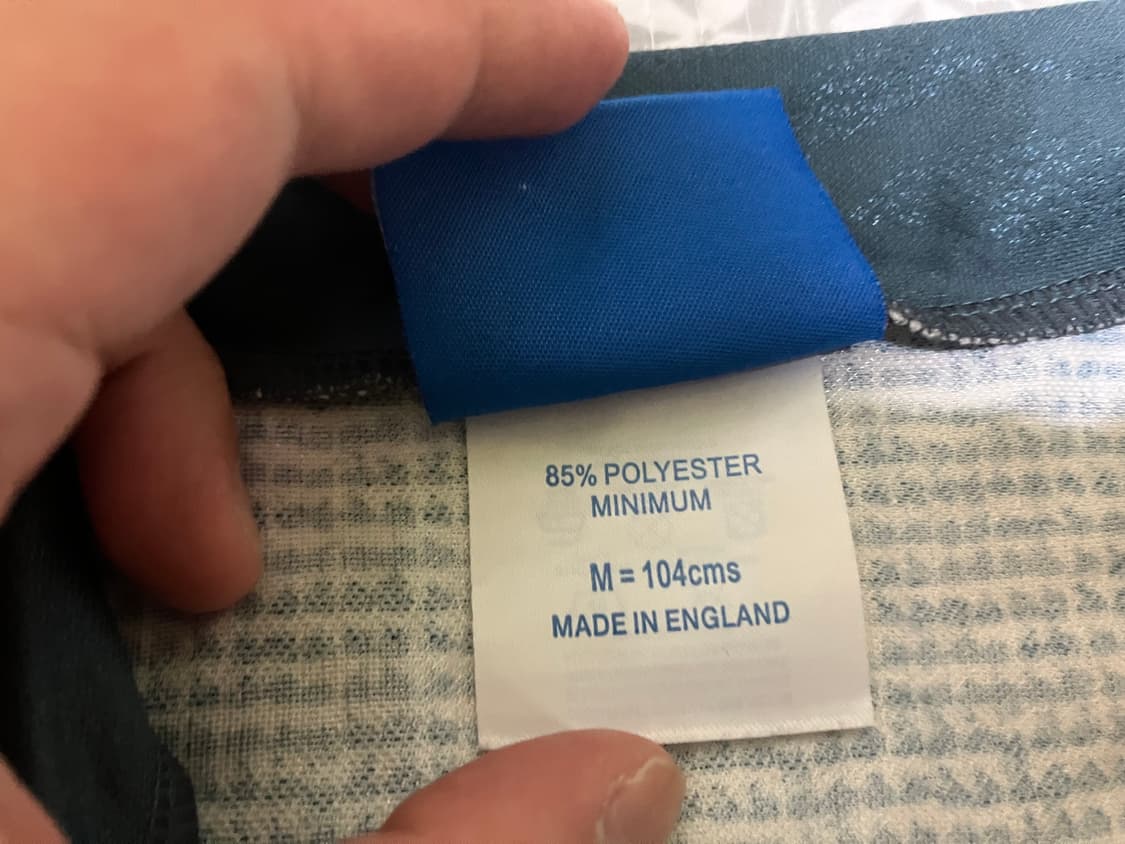 85% POLYESTER
MINIMUM
M = 104cms
MADE IN ENGLAND